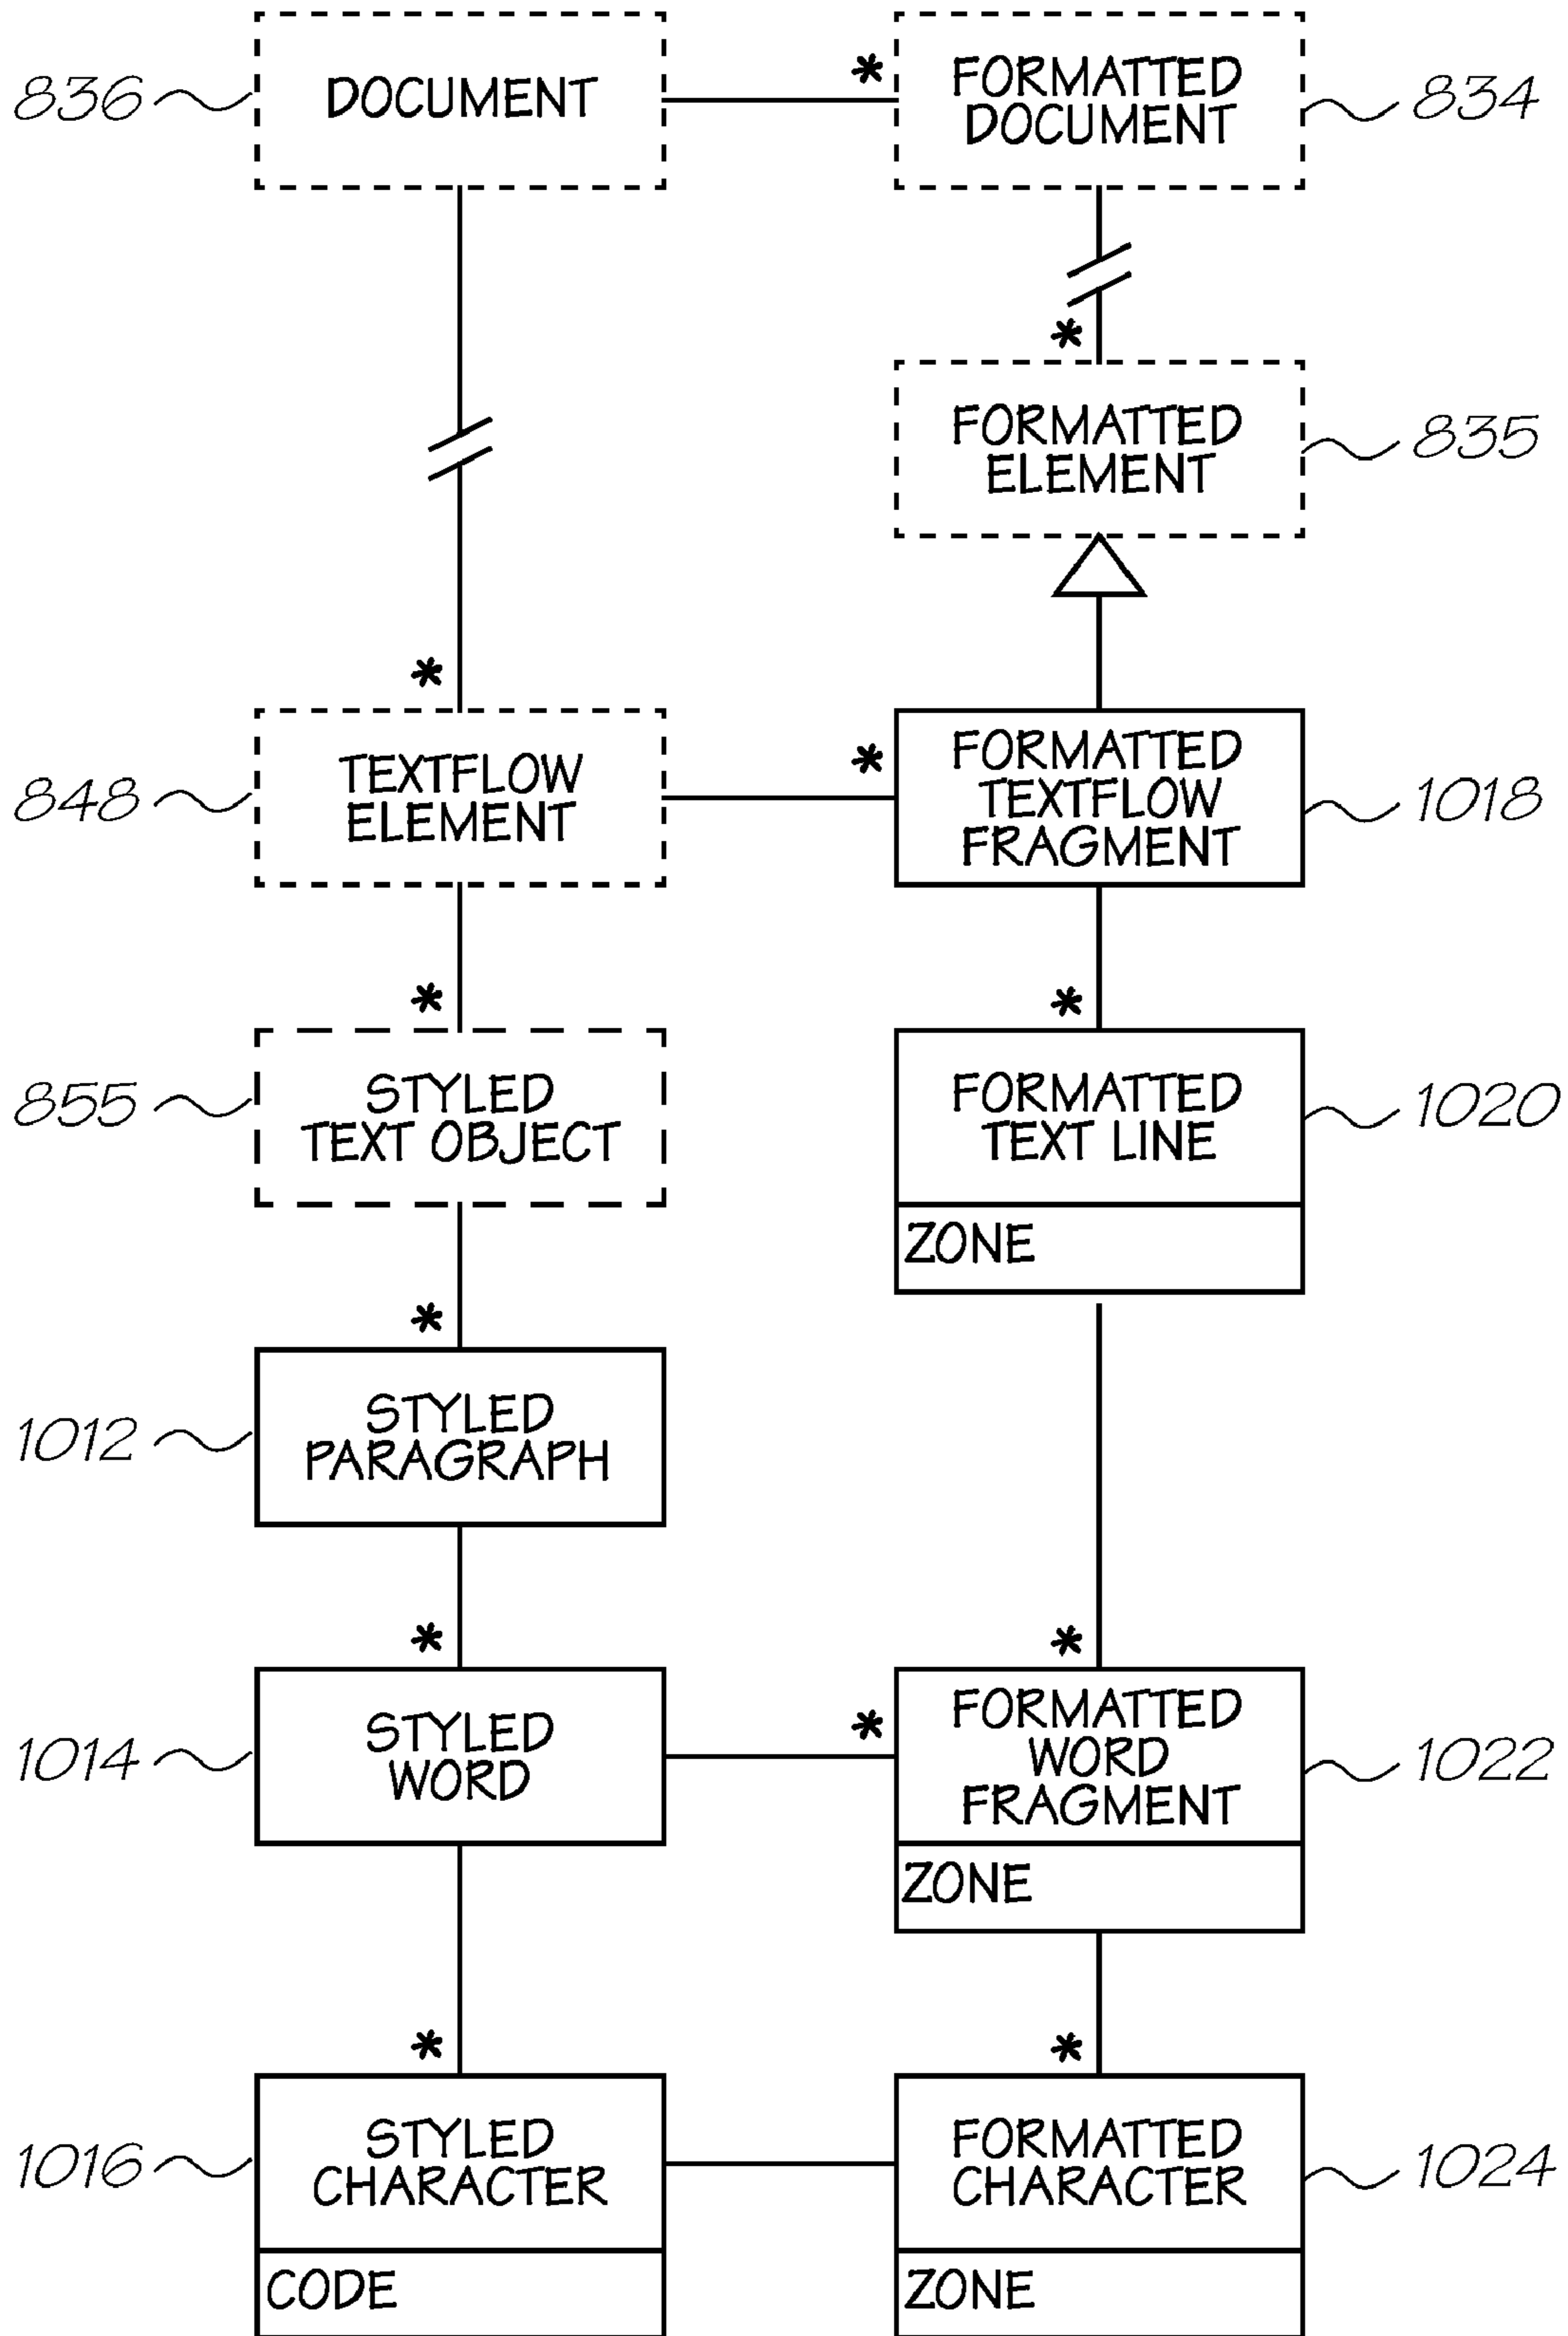 836
DOCUMENT
*
FORMATTED
DOCUMENT
834
*
FORMATTED
ELEMENT
835
*
848
TEXTFLOW
ELEMENT
*
FORMATTED
TEXTFLOW
FRAGMENT
1018
*
*
855
STYLED
TEXT OBJECT
FORMATTED
TEXT LINE
1020
ZONE
*
1012
STYLED
PARAGRAPH
*
*
1014
STYLED
WORD
*
FORMATTED
WORD
FRAGMENT
1022
ZONE
*
*
1016
STYLED
CHARACTER
FORMATTED
CHARACTER
1024
CODE
ZONE